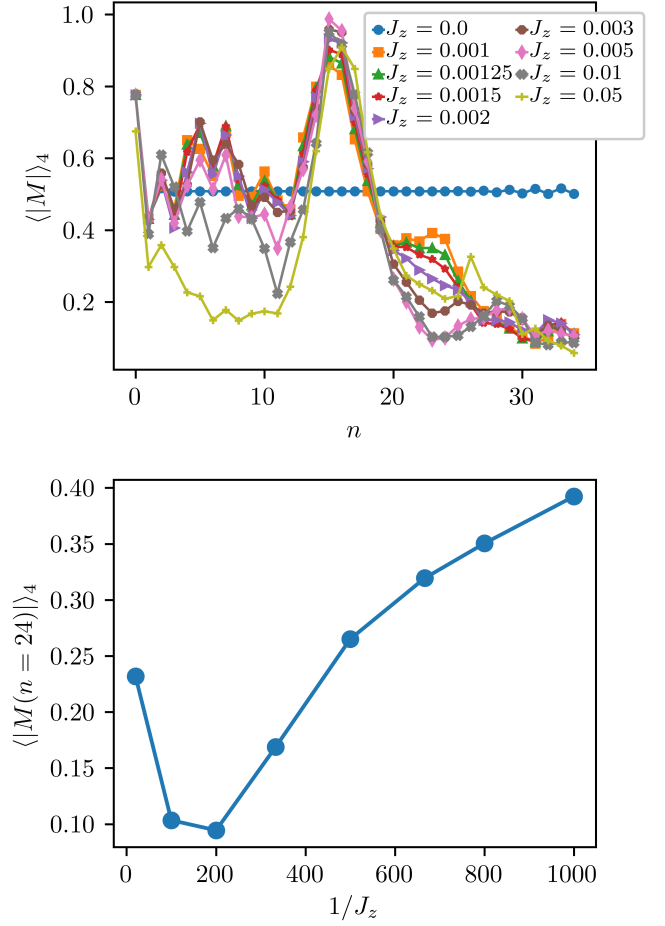 1.0
0.8
0.6
0.4
0.2
⟨|M|⟩₄
J_z = 0.0
J_z = 0.001
J_z = 0.00125
J_z = 0.0015
J_z = 0.002
J_z = 0.003
J_z = 0.005
J_z = 0.01
J_z = 0.05
0 10 20 30
n
0.40
0.35
0.30
0.25
0.20
0.15
0.10
⟨|M(n = 24)|⟩₄
0 200 400 600 800 1000
1/J_z